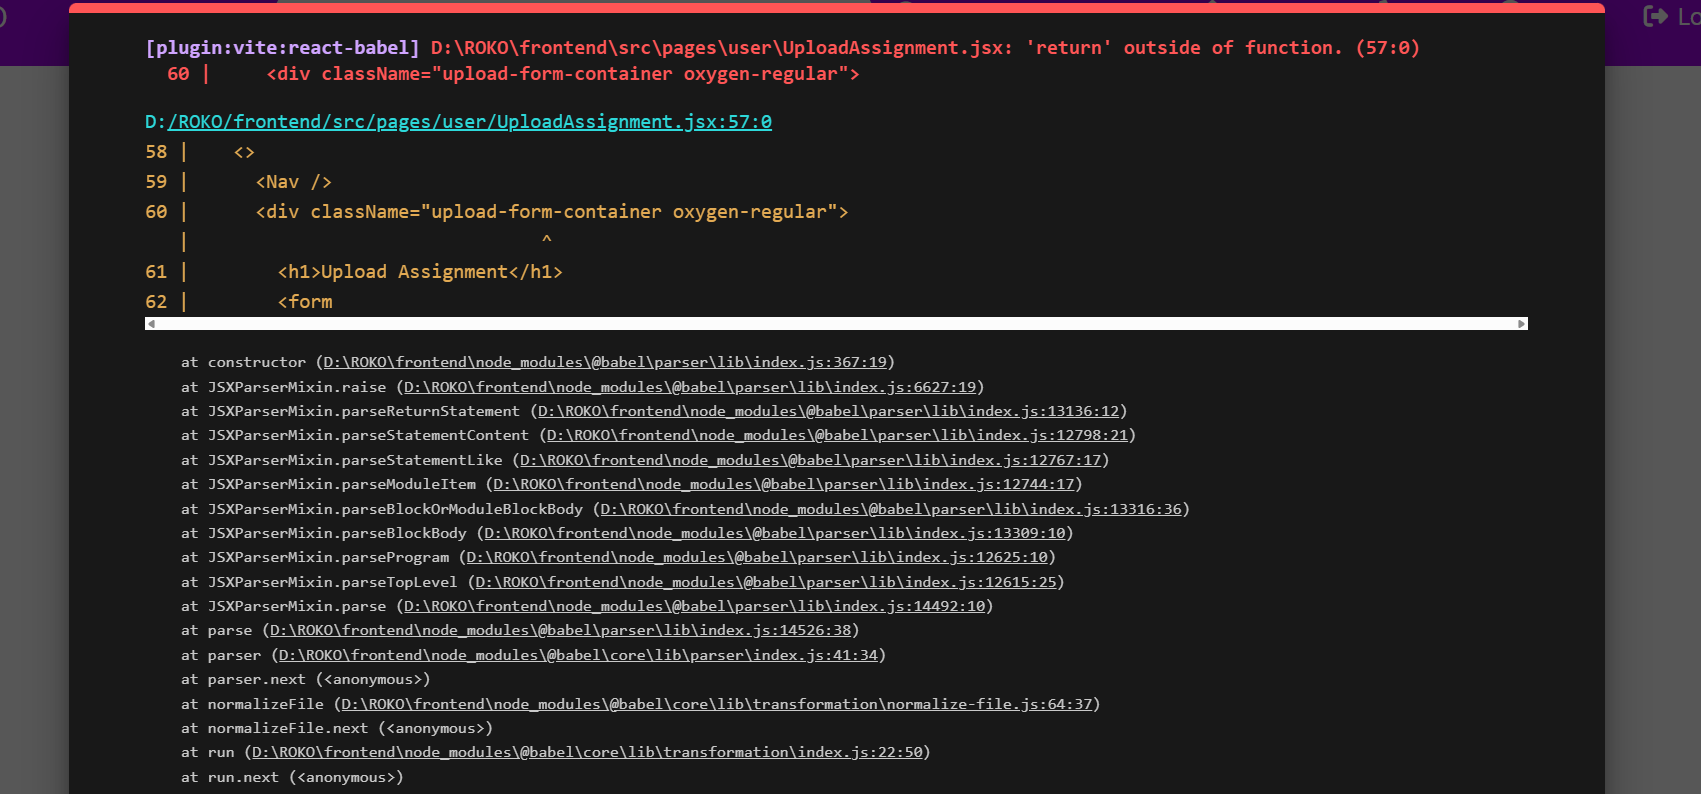 Lo
[plugin:vite:react-babel] D:\ROKO\frontend\src\pages\user\UploadAssignment.jsx: 'return' outside of function. (57:0)
60 | <div className="upload-form-container oxygen-regular">
D:/ROKO/frontend/src/pages/user/UploadAssignment.jsx:57:0
58 | <>
59 | <Nav />
60 | <div className="upload-form-container oxygen-regular">
| ^
61 | <h1>Upload Assignment</h1>
62 | <form
at constructor (D:\ROKO\frontend\node_modules\@babel\parser\lib\index.js:367:19)
at JSXParserMixin.raise (D:\ROKO\frontend\node_modules\@babel\parser\lib\index.js:6627:19)
at JSXParserMixin.parseReturnStatement (D:\ROKO\frontend\node_modules\@babel\parser\lib\index.js:13136:12)
at JSXParserMixin.parseStatementContent (D:\ROKO\frontend\node_modules\@babel\parser\lib\index.js:12798:21)
at JSXParserMixin.parseStatementLike (D:\ROKO\frontend\node_modules\@babel\parser\lib\index.js:12767:17)
at JSXParserMixin.parseModuleItem (D:\ROKO\frontend\node_modules\@babel\parser\lib\index.js:12744:17)
at JSXParserMixin.parseBlockOrModuleBlockBody (D:\ROKO\frontend\node_modules\@babel\parser\lib\index.js:13316:36)
at JSXParserMixin.parseBlockBody (D:\ROKO\frontend\node_modules\@babel\parser\lib\index.js:13309:10)
at JSXParserMixin.parseProgram (D:\ROKO\frontend\node_modules\@babel\parser\lib\index.js:12625:10)
at JSXParserMixin.parseTopLevel (D:\ROKO\frontend\node_modules\@babel\parser\lib\index.js:12615:25)
at JSXParserMixin.parse (D:\ROKO\frontend\node_modules\@babel\parser\lib\index.js:14492:10)
at parse (D:\ROKO\frontend\node_modules\@babel\parser\lib\index.js:14526:38)
at parser (D:\ROKO\frontend\node_modules\@babel\core\lib\parser\index.js:41:34)
at parser.next (<anonymous>)
at normalizeFile (D:\ROKO\frontend\node_modules\@babel\core\lib\transformation\normalize-file.js:64:37)
at normalizeFile.next (<anonymous>)
at run (D:\ROKO\frontend\node_modules\@babel\core\lib\transformation\index.js:22:50)
at run.next (<anonymous>)